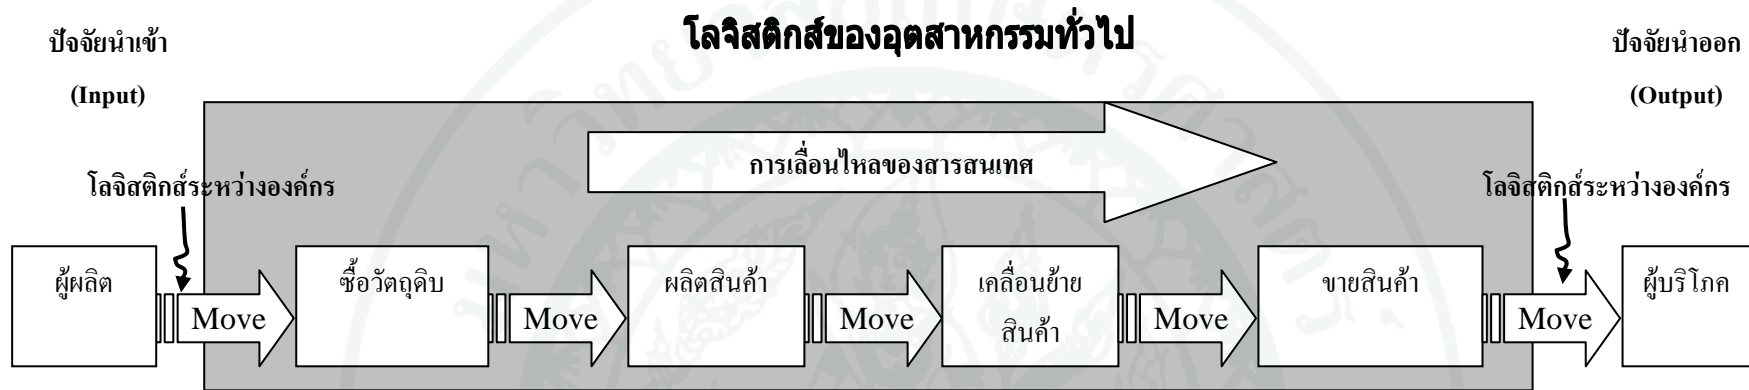 โลจิสติกส์ของอุตสาหกรรมทั่วไป
ปัจจัยนำเข้า
(Input)
ปัจจัยนำออก
(Output)
การเลื่อนไหลของสารสนเทศ
โลจิสติกส์ระหว่างองค์กร
โลจิสติกส์ระหว่างองค์กร
ผู้ผลิต
Move
ซื้อวัตถุดิบ
Move
ผลิตสินค้า
Move
เคลื่อนย้าย
สินค้า
Move
ขายสินค้า
Move
ผู้บริโภค